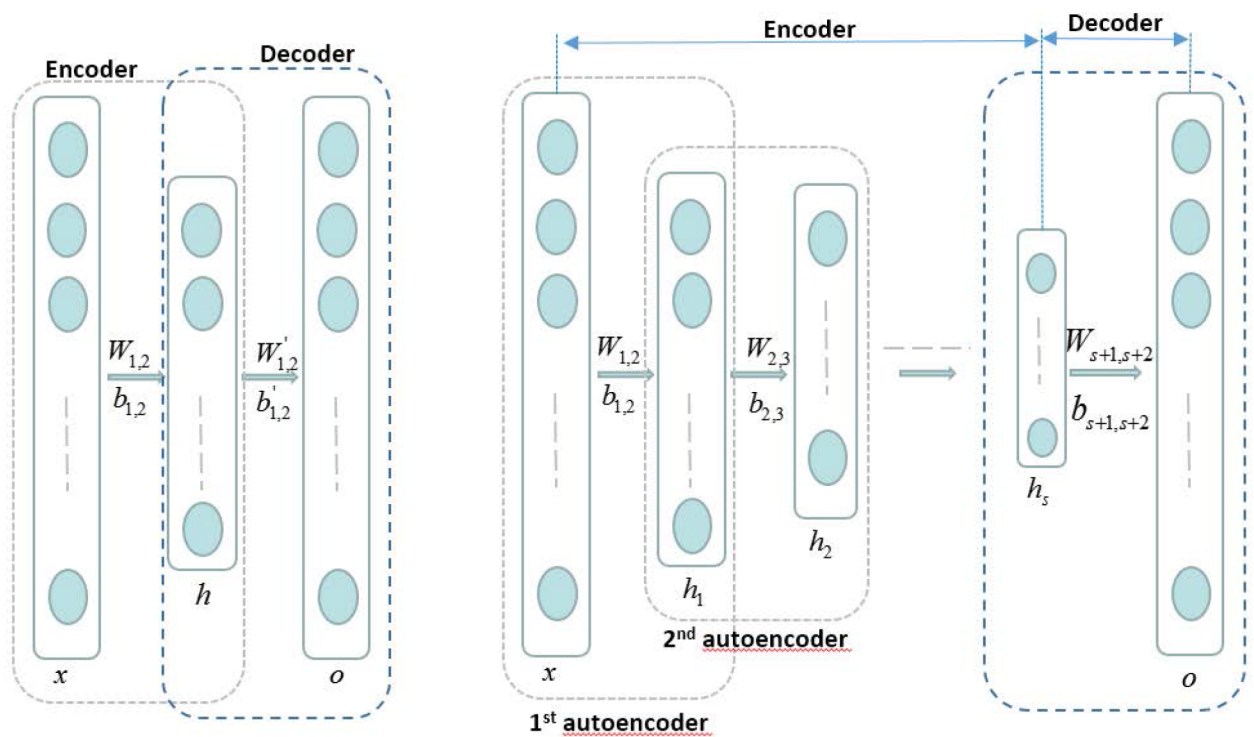 Encoder
Decoder
W1,2
b1,2
W'1,2
b'1,2
x
h
o
Encoder
Decoder
W1,2
b1,2
W2,3
b2,3
Ws+1,s+2
bs+1,s+2
hs
h2
h1
2nd autoencoder
x
o
1st autoencoder